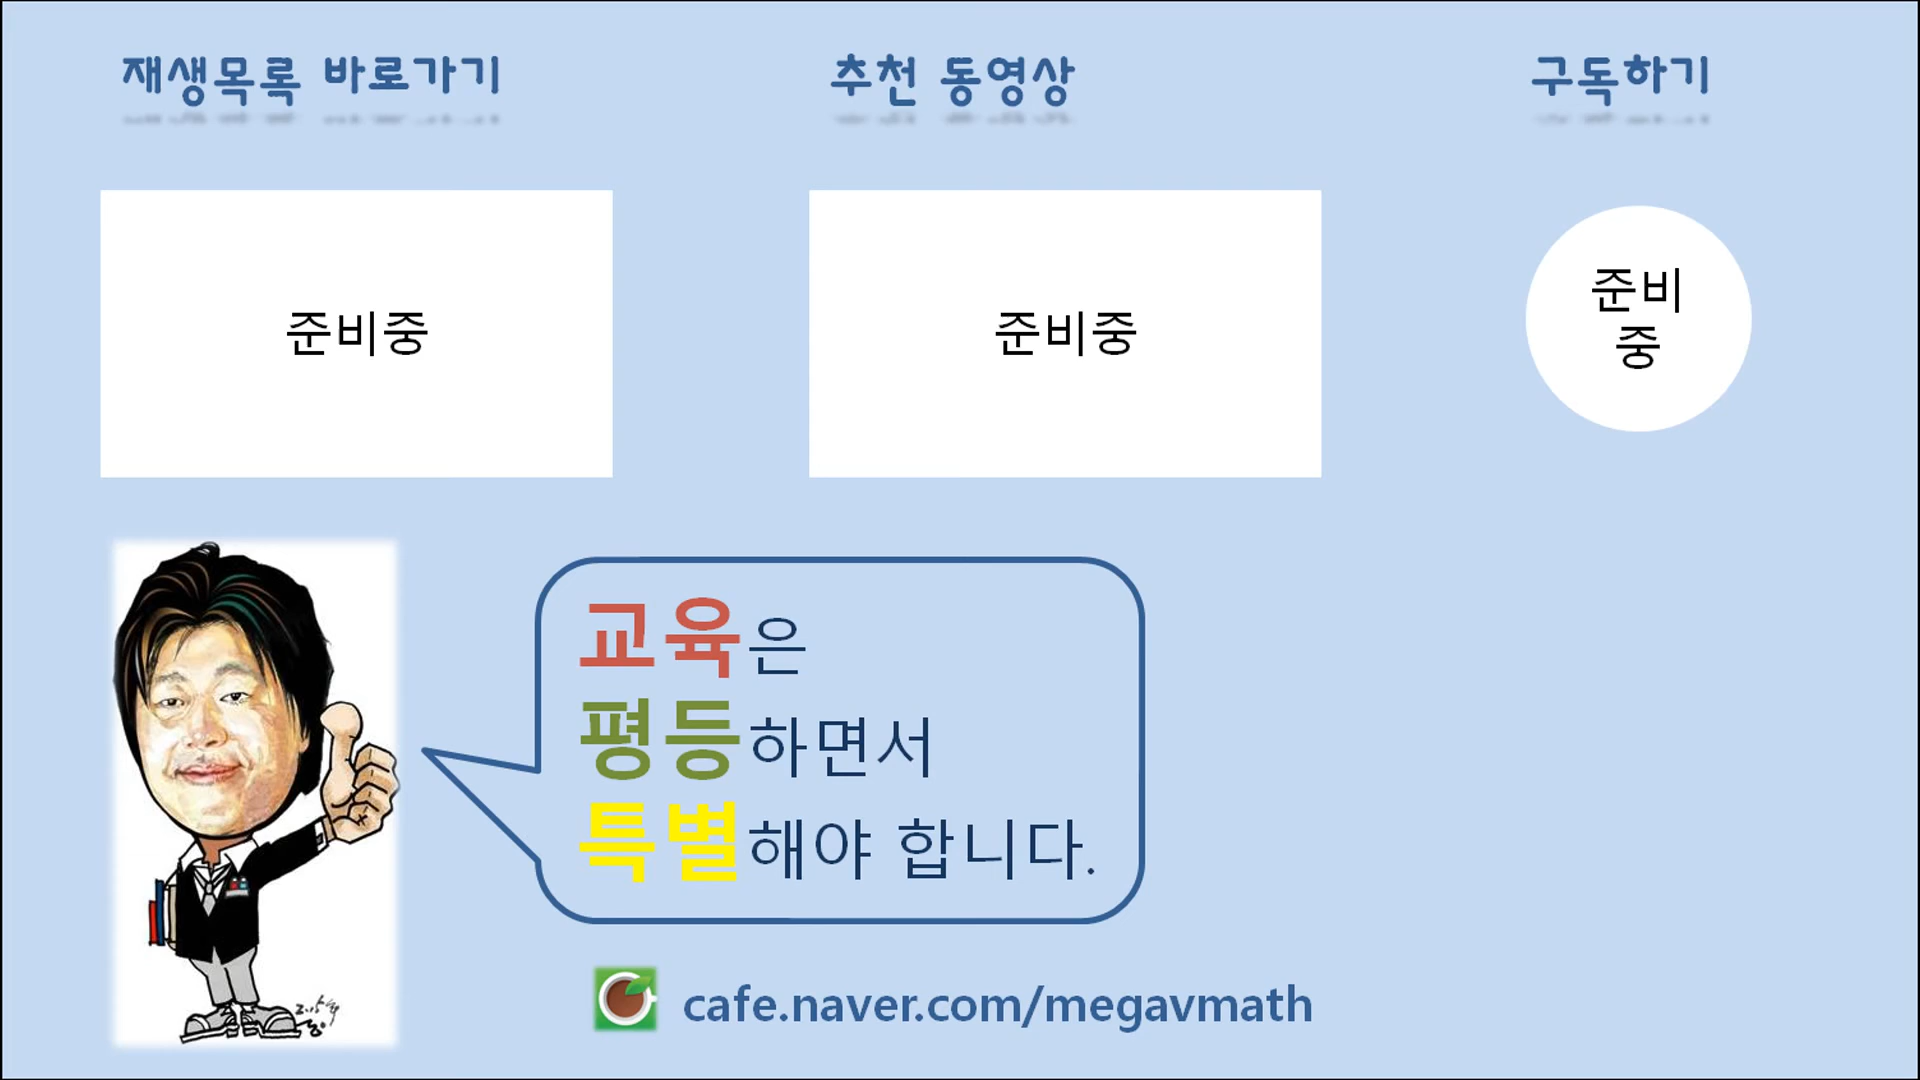 재생목록 바로가기
추천 동영상
구독하기
준비중
준비중
준비
중
교육은
평등하면서
특별해야 합니다.
cafe.naver.com/megavmath